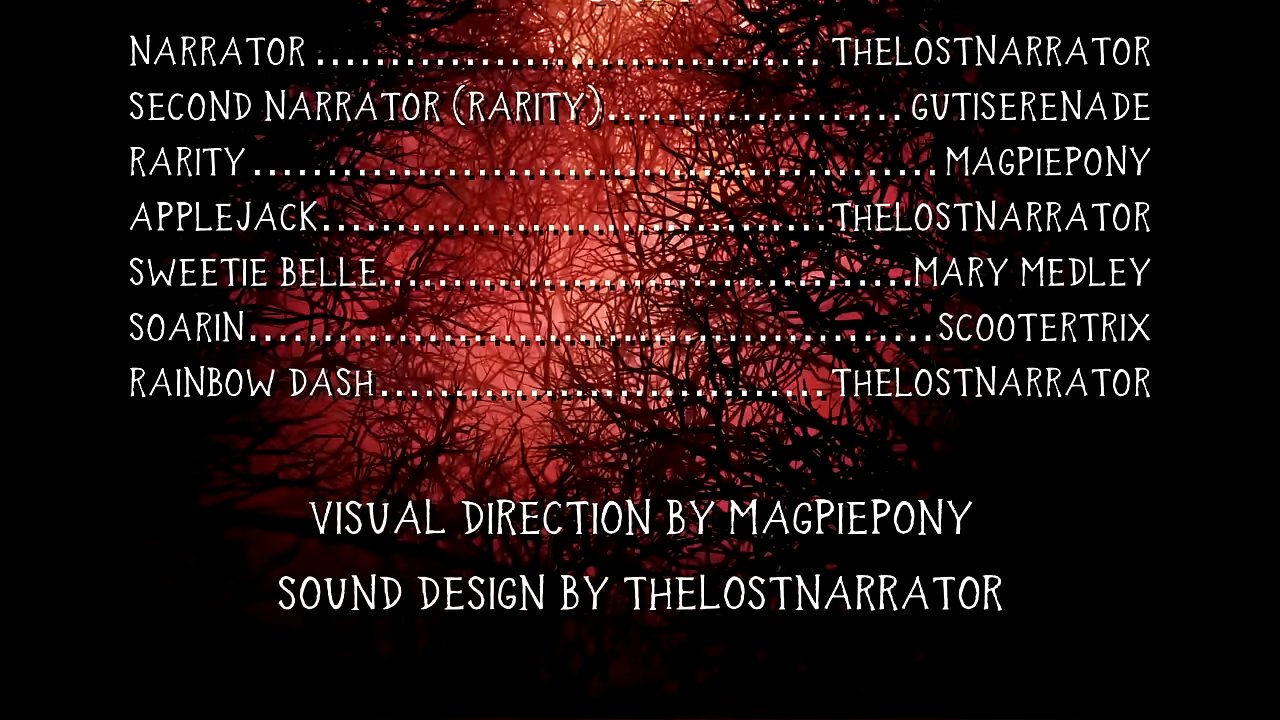 NARRATOR ................................. THELOSTNARRATOR
SECOND NARRATOR (RARITY)................... GUTISERENADE
RARITY ............................................. MAGPIEPONY
APPLEJACK................................. THELOSTNARRATOR
SWEETIE BELLE...................................MARY MEDLEY
SOARIN.............................................SCOOTERTRIX
RAINBOW DASH............................. THELOSTNARRATOR
VISUAL DIRECTION BY MAGPIEPONY
SOUND DESIGN BY THELOSTNARRATOR